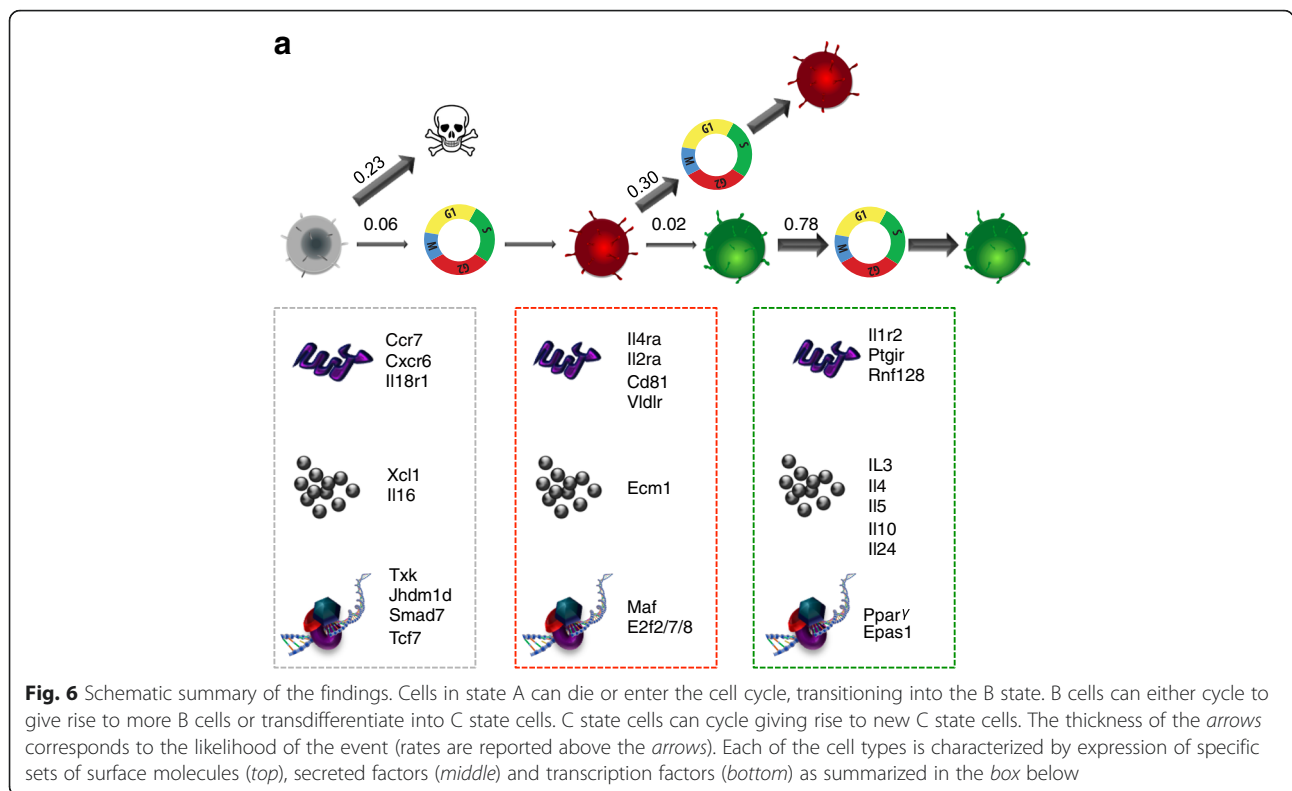 a
0.23
0.06
G1
S
G2
M
0.30
G1
S
G2
M
0.02
0.78
G1
S
G2
M
Ccr7
Cxcr6
Il18r1
Xcl1
Il16
Txk
Jhdm1d
Smad7
Tcf7
Il4ra
Il2ra
Cd81
Vldlr
Ecm1
Maf
E2f2/7/8
Il1r2
Ptgir
Rnf128
IL3
Il4
Il5
Il10
Il24
Pparγ
Epas1
Fig. 6 Schematic summary of the findings. Cells in state A can die or enter the cell cycle, transitioning into the B state. B cells can either cycle to
give rise to more B cells or transdifferentiate into C state cells. C state cells can cycle giving rise to new C state cells. The thickness of the arrows
corresponds to the likelihood of the event (rates are reported above the arrows). Each of the cell types is characterized by expression of specific
sets of surface molecules (top), secreted factors (middle) and transcription factors (bottom) as summarized in the box below